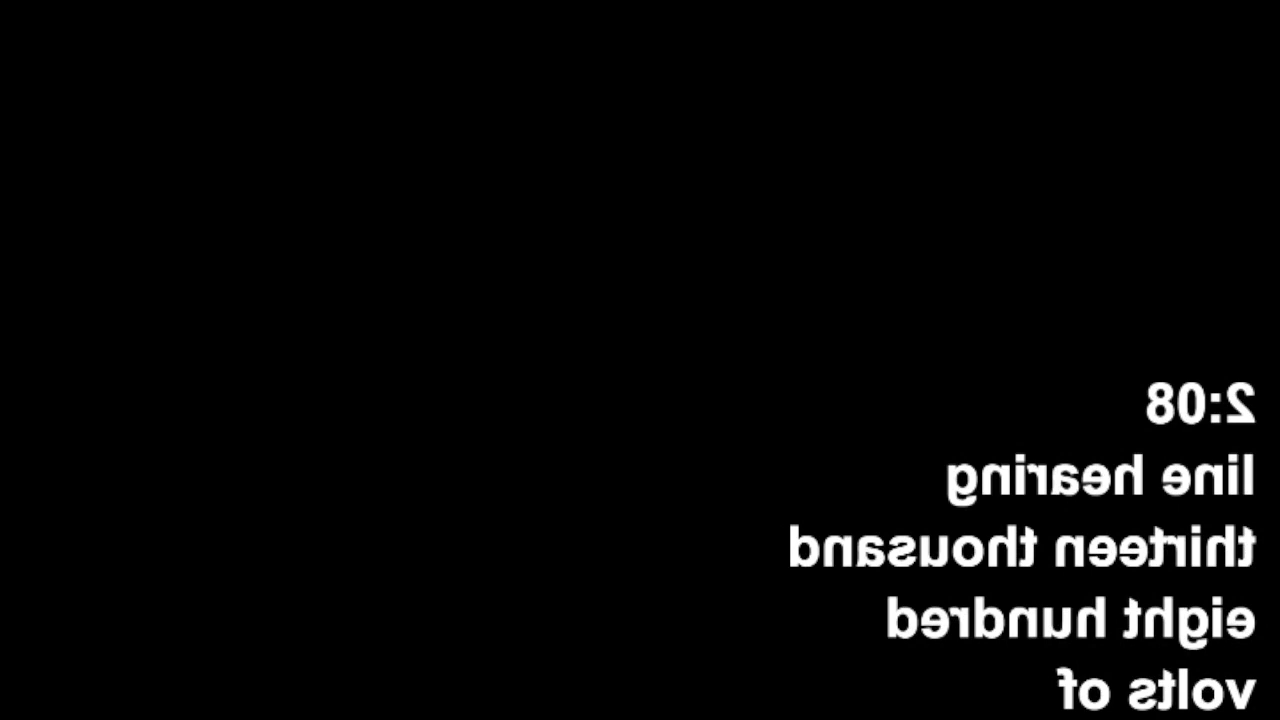 2:08
line hearing
thirteen thousand
eight hundred
volts of